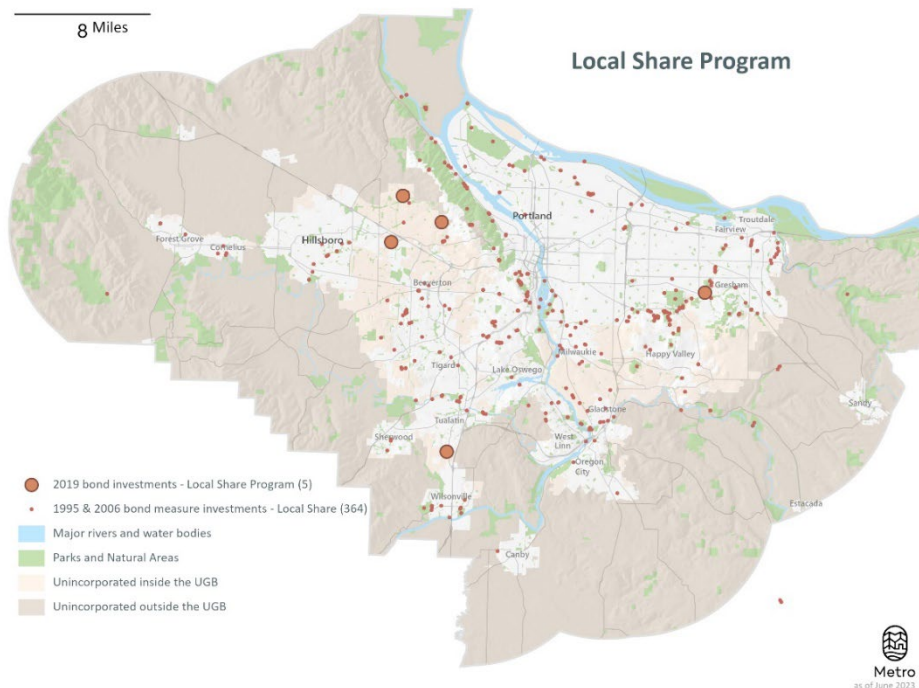 8 Miles
Local Share Program
Portland
Troutdale
Fairview
Forest Grove
Cornelius
Hillsboro
Beaverton
Gresham
Milwaukie
Happy Valley
Tigard
Lake Oswego
Sandy
Gladstone
Tualatin
Sherwood
West
Linn
Oregon
City
Wilsonville
Estacada
Canby
2019 bond investments - Local Share Program (5)
1995 & 2006 bond measure investments - Local Share (364)
Major rivers and water bodies
Parks and Natural Areas
Unincorporated inside the UGB
Unincorporated outside the UGB
Metro
as of June 2023